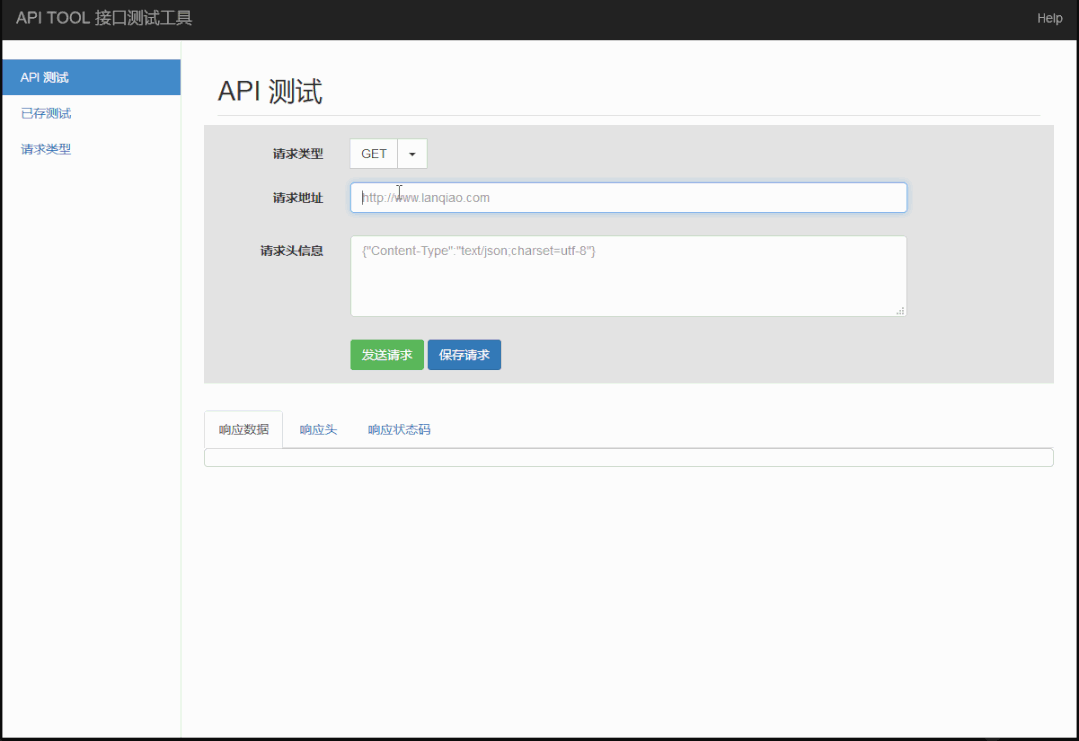 API TOOL 接口测试工具
Help
API 测试
已存测试
请求类型
API 测试
请求类型 GET
请求地址 http://www.lanqiao.com
请求头信息 {"Content-Type":"text/json;charset=utf-8"}
发送请求 保存请求
响应数据 响应头 响应状态码